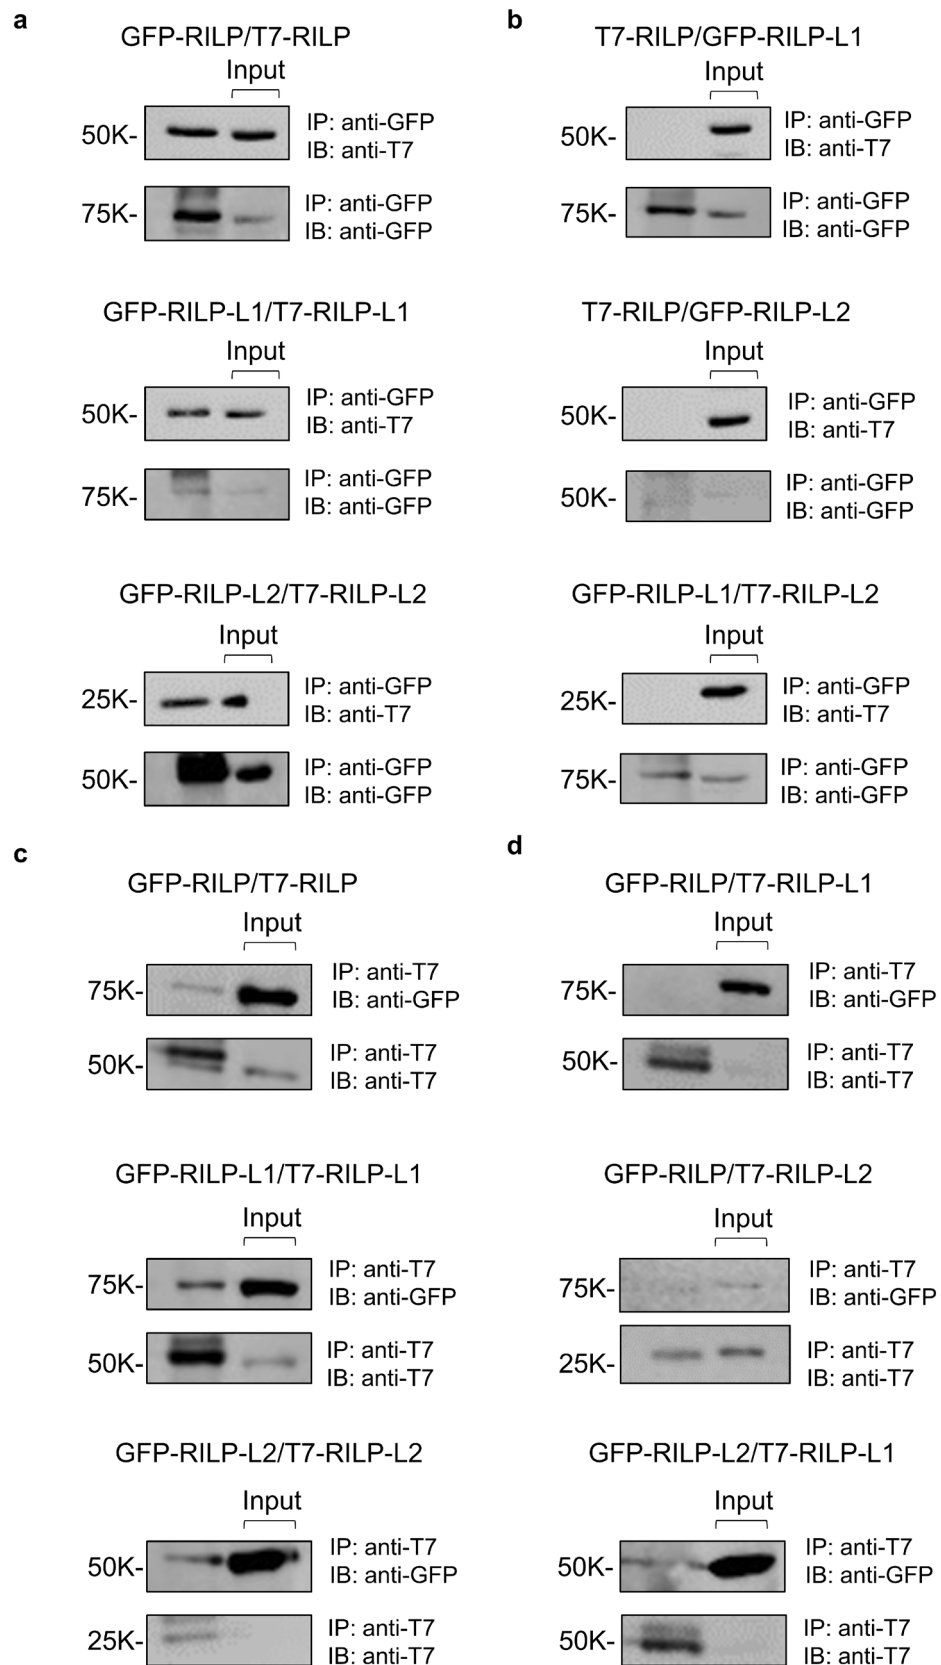 a
GFP-RILP/T7-RILP
Input
50K-
IP: anti-GFP
IB: anti-T7
75K-
IP: anti-GFP
IB: anti-GFP
GFP-RILP-L1/T7-RILP-L1
Input
50K-
IP: anti-GFP
IB: anti-T7
75K-
IP: anti-GFP
IB: anti-GFP
GFP-RILP-L2/T7-RILP-L2
Input
25K-
IP: anti-GFP
IB: anti-T7
50K-
IP: anti-GFP
IB: anti-GFP
b
T7-RILP/GFP-RILP-L1
Input
50K-
IP: anti-GFP
IB: anti-T7
75K-
IP: anti-GFP
IB: anti-GFP
T7-RILP/GFP-RILP-L2
Input
50K-
IP: anti-GFP
IB: anti-T7
50K-
IP: anti-GFP
IB: anti-GFP
GFP-RILP-L1/T7-RILP-L2
Input
25K-
IP: anti-GFP
IB: anti-T7
75K-
IP: anti-GFP
IB: anti-GFP
c
GFP-RILP/T7-RILP
Input
75K-
IP: anti-T7
IB: anti-GFP
50K-
IP: anti-T7
IB: anti-T7
GFP-RILP-L1/T7-RILP-L1
Input
75K-
IP: anti-T7
IB: anti-GFP
50K-
IP: anti-T7
IB: anti-T7
GFP-RILP-L2/T7-RILP-L2
Input
50K-
IP: anti-T7
IB: anti-GFP
25K-
IP: anti-T7
IB: anti-T7
d
GFP-RILP/T7-RILP-L1
Input
75K-
IP: anti-T7
IB: anti-GFP
50K-
IP: anti-T7
IB: anti-T7
GFP-RILP/T7-RILP-L2
Input
75K-
IP: anti-T7
IB: anti-GFP
25K-
IP: anti-T7
IB: anti-T7
GFP-RILP-L2/T7-RILP-L1
Input
50K-
IP: anti-T7
IB: anti-GFP
50K-
IP: anti-T7
IB: anti-T7